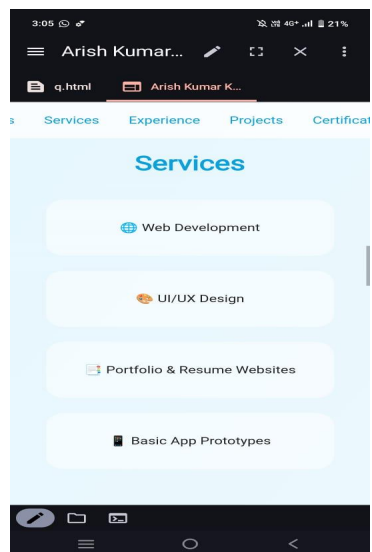 3:05 4G+ 21%
Arish Kumar...
q.html Arish Kumar K...
s Services Experience Projects Certificat
Services
🌐 Web Development
🎨 UI/UX Design
📑 Portfolio & Resume Websites
📱 Basic App Prototypes